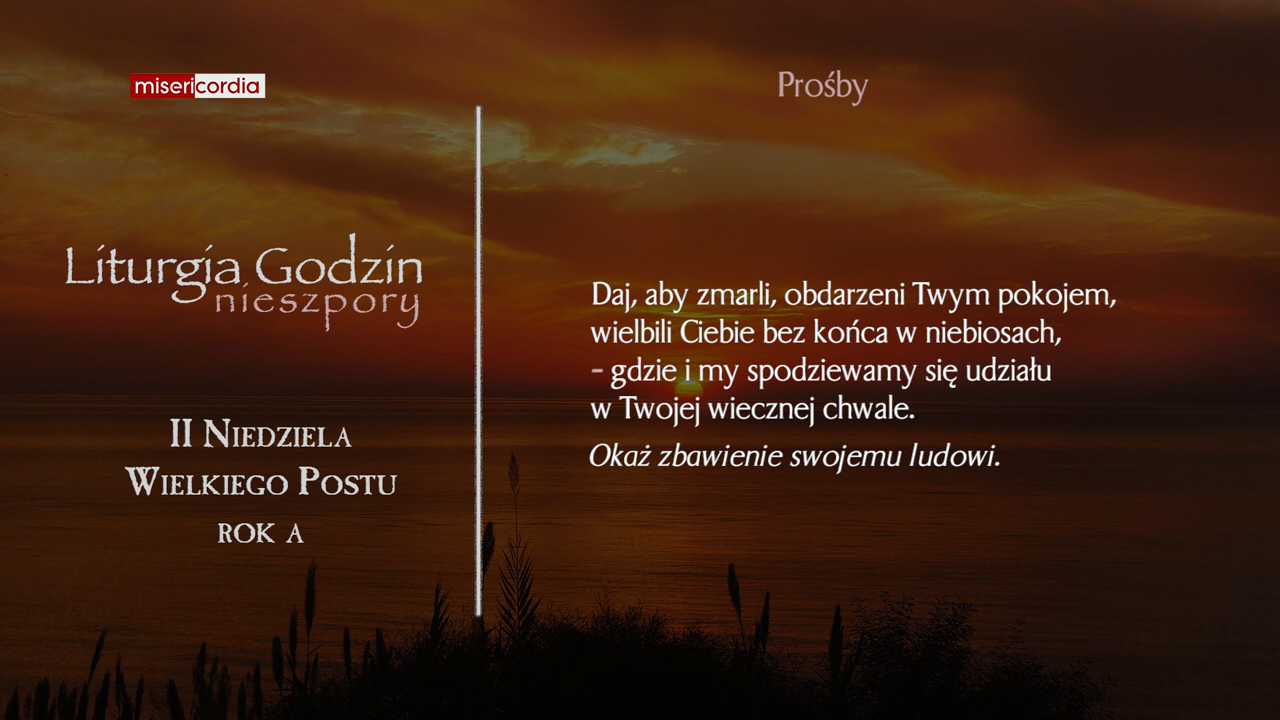 misericordia
Liturgia Godzin
nieszpory
II Niedziela
Wielkiego Postu
rok a
Prośby
Daj, aby zmarli, obdarzeni Twym pokojem,
wielbili Ciebie bez końca w niebiosach,
- gdzie i my spodziewamy się udziału
w Twojej wiecznej chwale.
Okaż zbawienie swojemu ludowi.